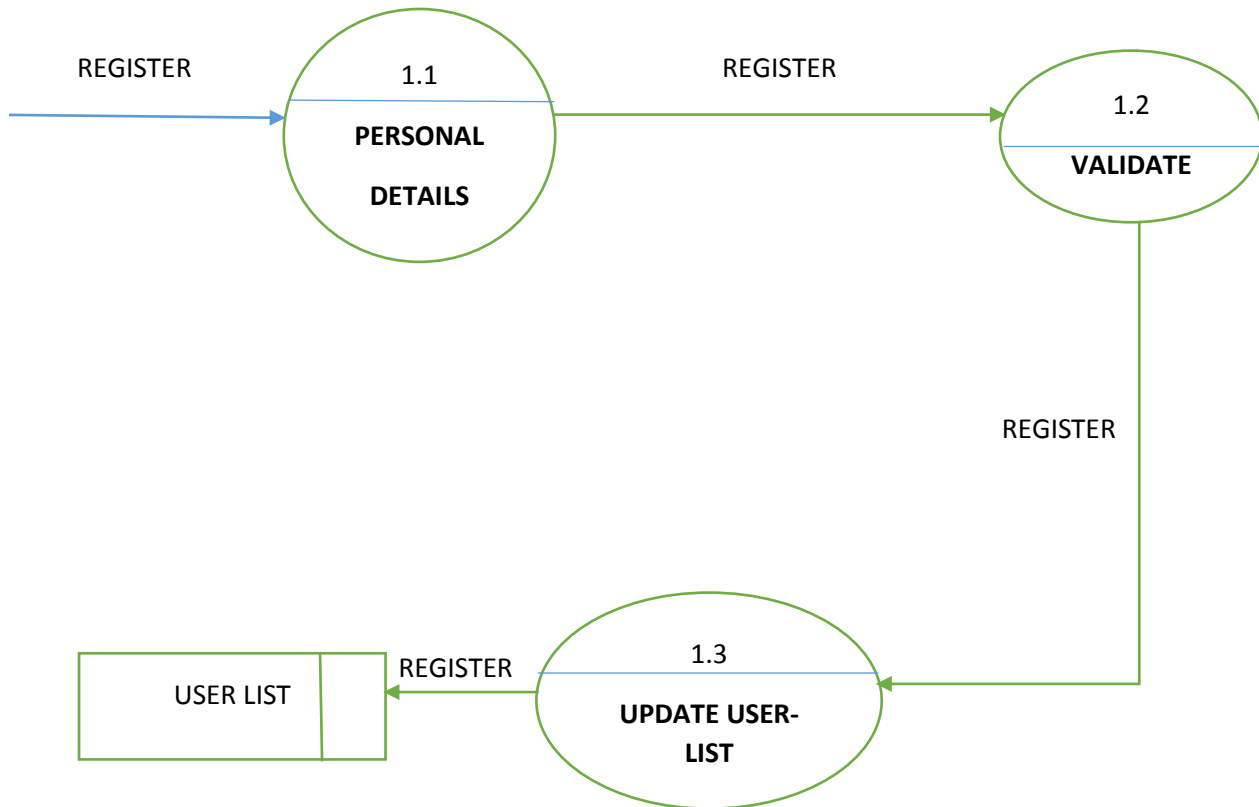 REGISTER
1.1
PERSONAL
DETAILS
REGISTER
1.2
VALIDATE
REGISTER
1.3
UPDATE USER-
LIST
REGISTER
USER LIST